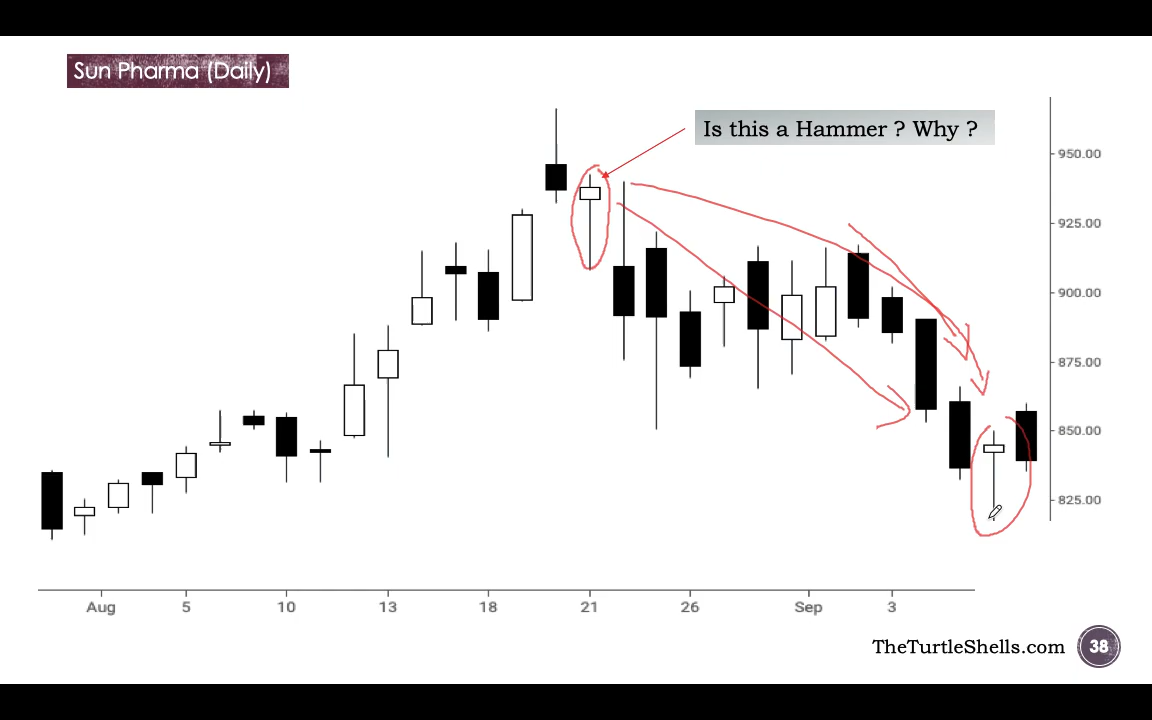 Sun Pharma (Daily)
Is this a Hammer ? Why ?
950.00
925.00
900.00
875.00
850.00
825.00
Aug 5 10 13 18 21 26 Sep 3
TheTurtleShells.com 38